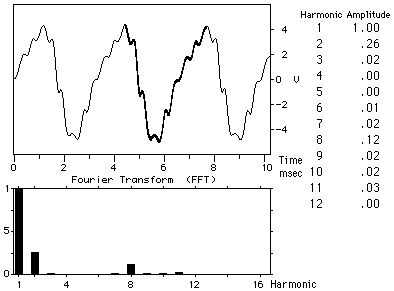 Harmonic Amplitude
1 1.00
2 .26
3 .02
4 .00
5 .00
6 .01
7 .02
8 .12
9 .02
10 .02
11 .03
12 .00
4
2
0 V
-2
-4
0 2 4 6 8 10
Time
msec
Fourier Transform (FFT)
1
0
1 4 8 12 16 Harmonic